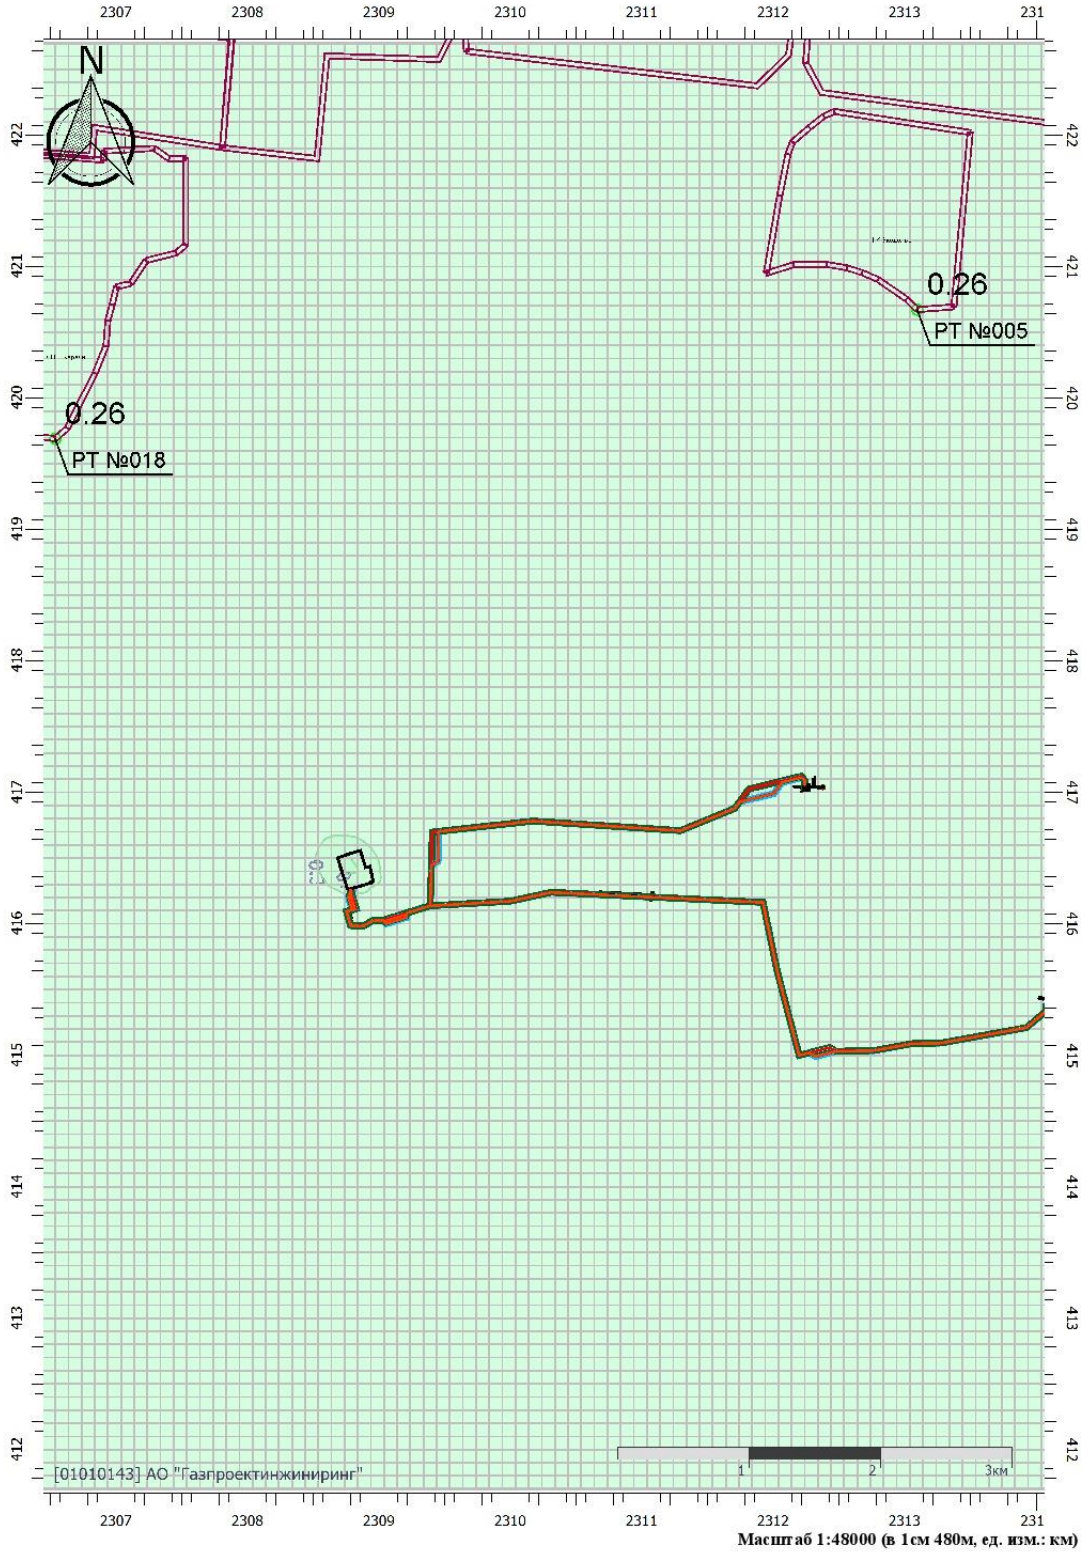 2307 2308 2309 2310 2311 2312 2313 231
N
422 422
421 421
0.26
РТ №005
420 420
0.26
РТ №018
419 419
418 418
417 417
416 416
415 415
414 414
413 413
412 412
[01010143] АО "Газпроектинжиниринг"
1 2 3км
2307 2308 2309 2310 2311 2312 2313 231
Масштаб 1:48000 (в 1см 480м, ед. изм.: км)